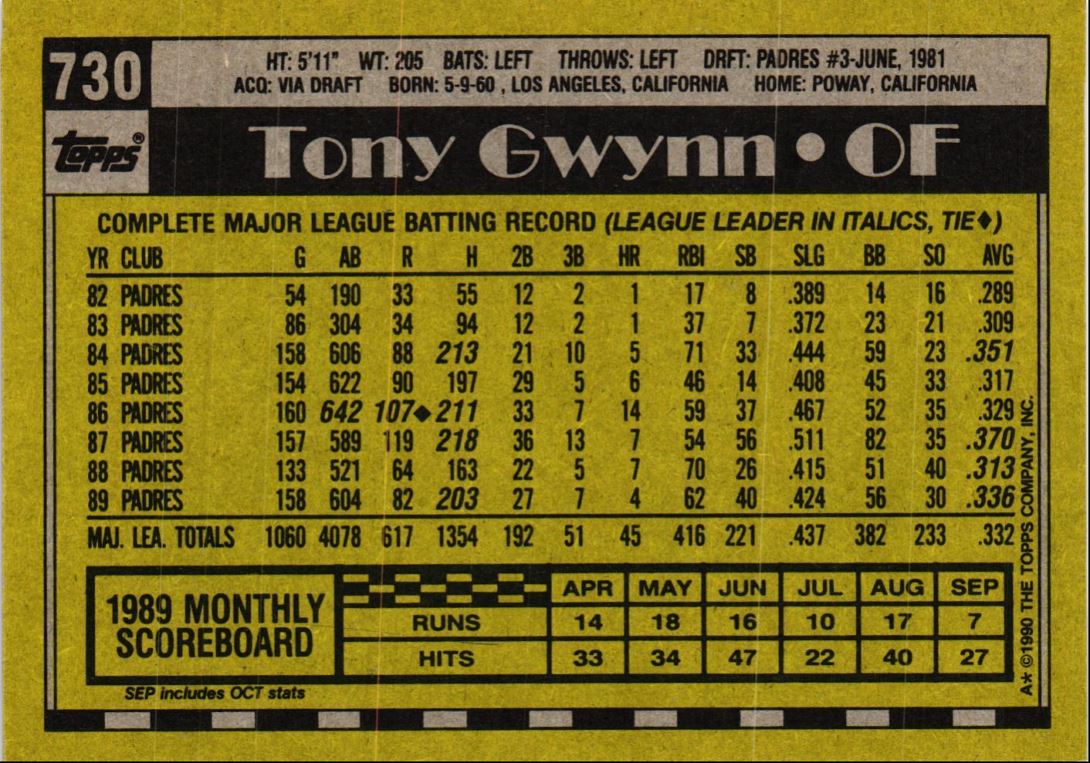 730
HT: 5'11" WT: 205 BATS: LEFT THROWS: LEFT DRFT: PADRES #3-JUNE, 1981
ACQ: VIA DRAFT BORN: 5-9-60 , LOS ANGELES, CALIFORNIA HOME: POWAY, CALIFORNIA
topps®
Tony Gwynn • OF
COMPLETE MAJOR LEAGUE BATTING RECORD (LEAGUE LEADER IN ITALICS, TIE♦)
YR CLUB G AB R H 2B 3B HR RBI SB SLG BB SO AVG
82 PADRES 54 190 33 55 12 2 1 17 8 .389 14 16 .289
83 PADRES 86 304 34 94 12 2 1 37 7 .372 23 21 .309
84 PADRES 158 606 88 213 21 10 5 71 33 .444 59 23 .351
85 PADRES 154 622 90 197 29 5 6 46 14 .408 45 33 .317
86 PADRES 160 642 107♦ 211 33 7 14 59 37 .467 52 35 .329
87 PADRES 157 589 119 218 36 13 7 54 56 .511 82 35 .370
88 PADRES 133 521 64 163 22 5 7 70 26 .415 51 40 .313
89 PADRES 158 604 82 203 27 7 4 62 40 .424 56 30 .336
MAJ. LEA. TOTALS 1060 4078 617 1354 192 51 45 416 221 .437 382 233 .332
1989 MONTHLY
SCOREBOARD
APR MAY JUN JUL AUG SEP
RUNS 14 18 16 10 17 7
HITS 33 34 47 22 40 27
SEP includes OCT stats
A* ©1990 THE TOPPS COMPANY, INC.